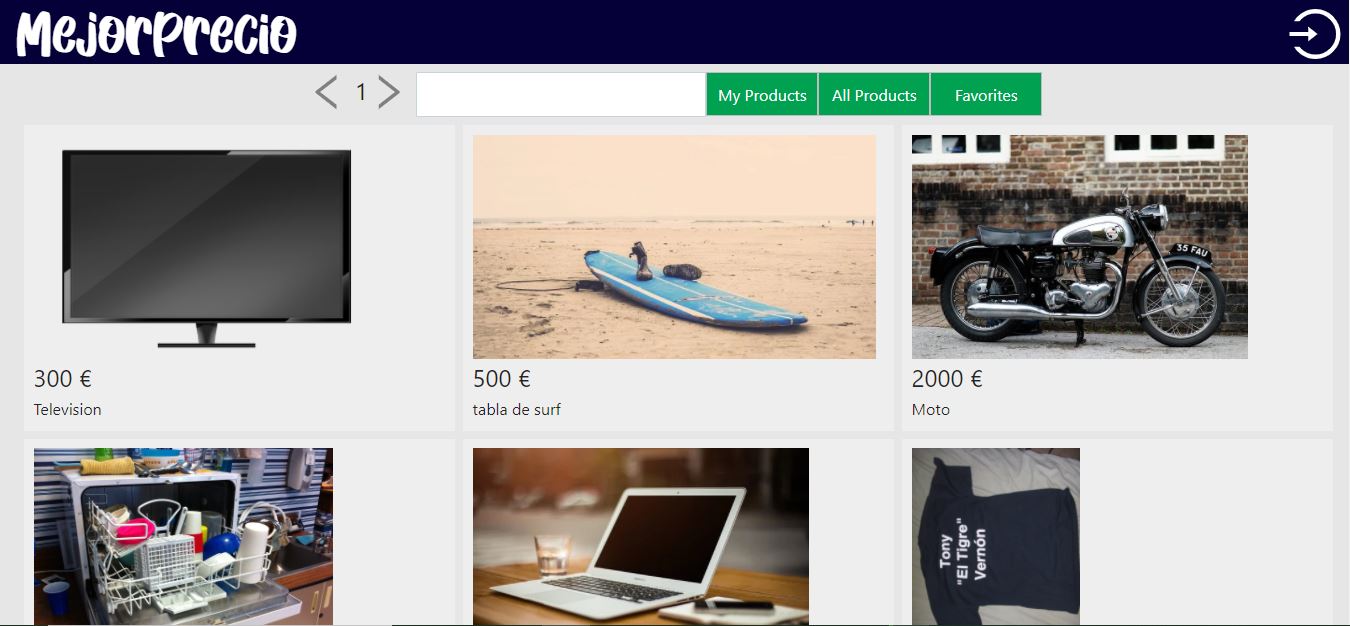 MejorPrecio
1
My Products
All Products
Favorites
35 FAU
300 €
Television
500 €
tabla de surf
2000 €
Moto
Tony
"El Tigre"
Vernón